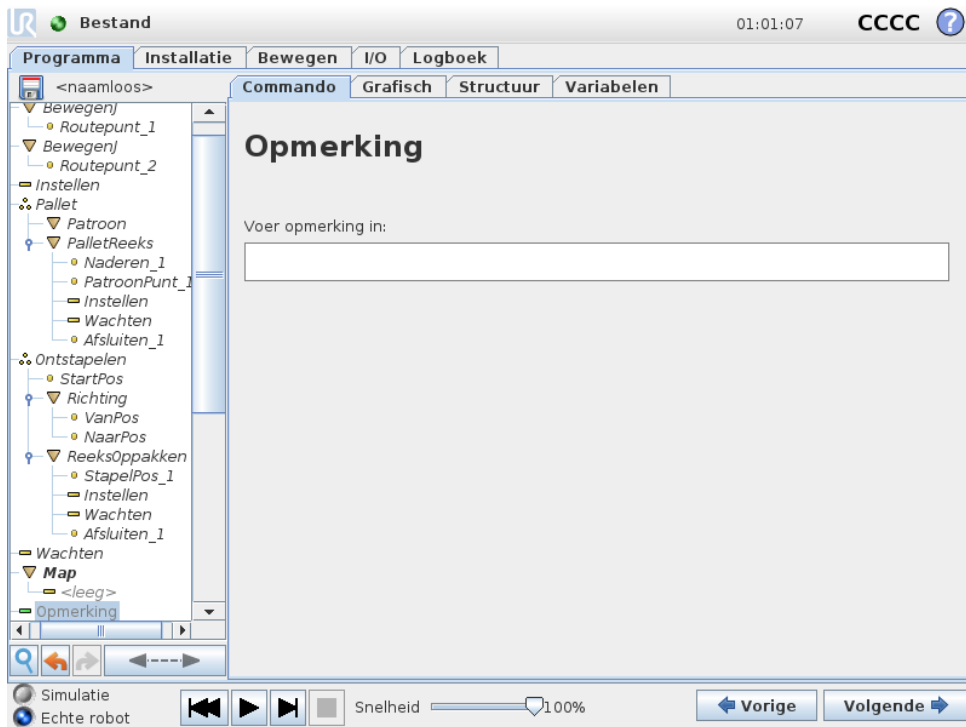 UR Bestand 01:01:07 CCCC ?
Programma Installatie Bewegen I/O Logboek
<naamloos> Commando Grafisch Structuur Variabelen
BewegenJ
Routepunt_1
BewegenJ
Routepunt_2
Instellen
Pallet
Patroon
PalletReeks
Naderen_1
PatroonPunt_1
Instellen
Wachten
Afsluiten_1
Ontstapelen
StartPos
Richting
VanPos
NaarPos
ReeksOppakken
StapelPos_1
Instellen
Wachten
Afsluiten_1
Wachten
Map
<leeg>
Opmerking
Opmerking
Voer opmerking in:
Simulatie
Echte robot
Snelheid 100%
Vorige Volgende